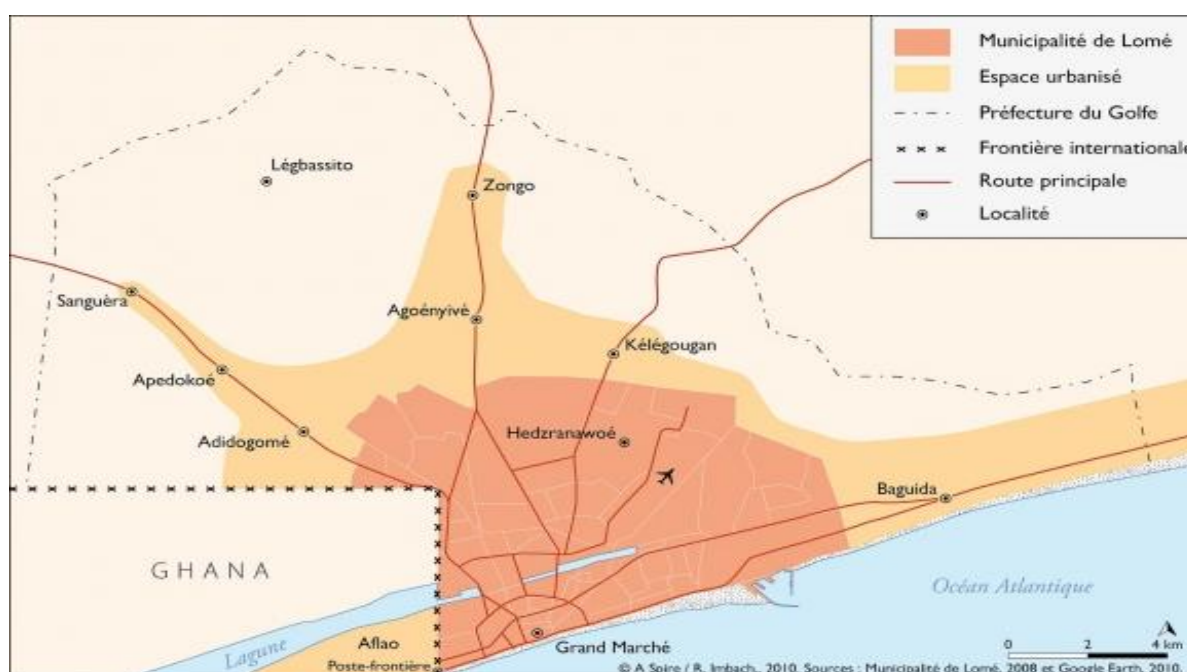 Municipalité de Lomé
Espace urbanisé
Préfecture du Golfe
Frontière internationale
Route principale
Localité
Légbassito
Zongo
Sanguèra
Agoényivé
Kélégougan
Apedokoé
Adidogomé
Hedzranawoé
Baguida
GHANA
Océan Atlantique
Lagune
Aflao
Poste-frontière
Grand Marché
0 2 4 km
© A Spire / R. Imbach, 2010. Sources : Municipalité de Lomé, 2008 et Google Earth, 2010.